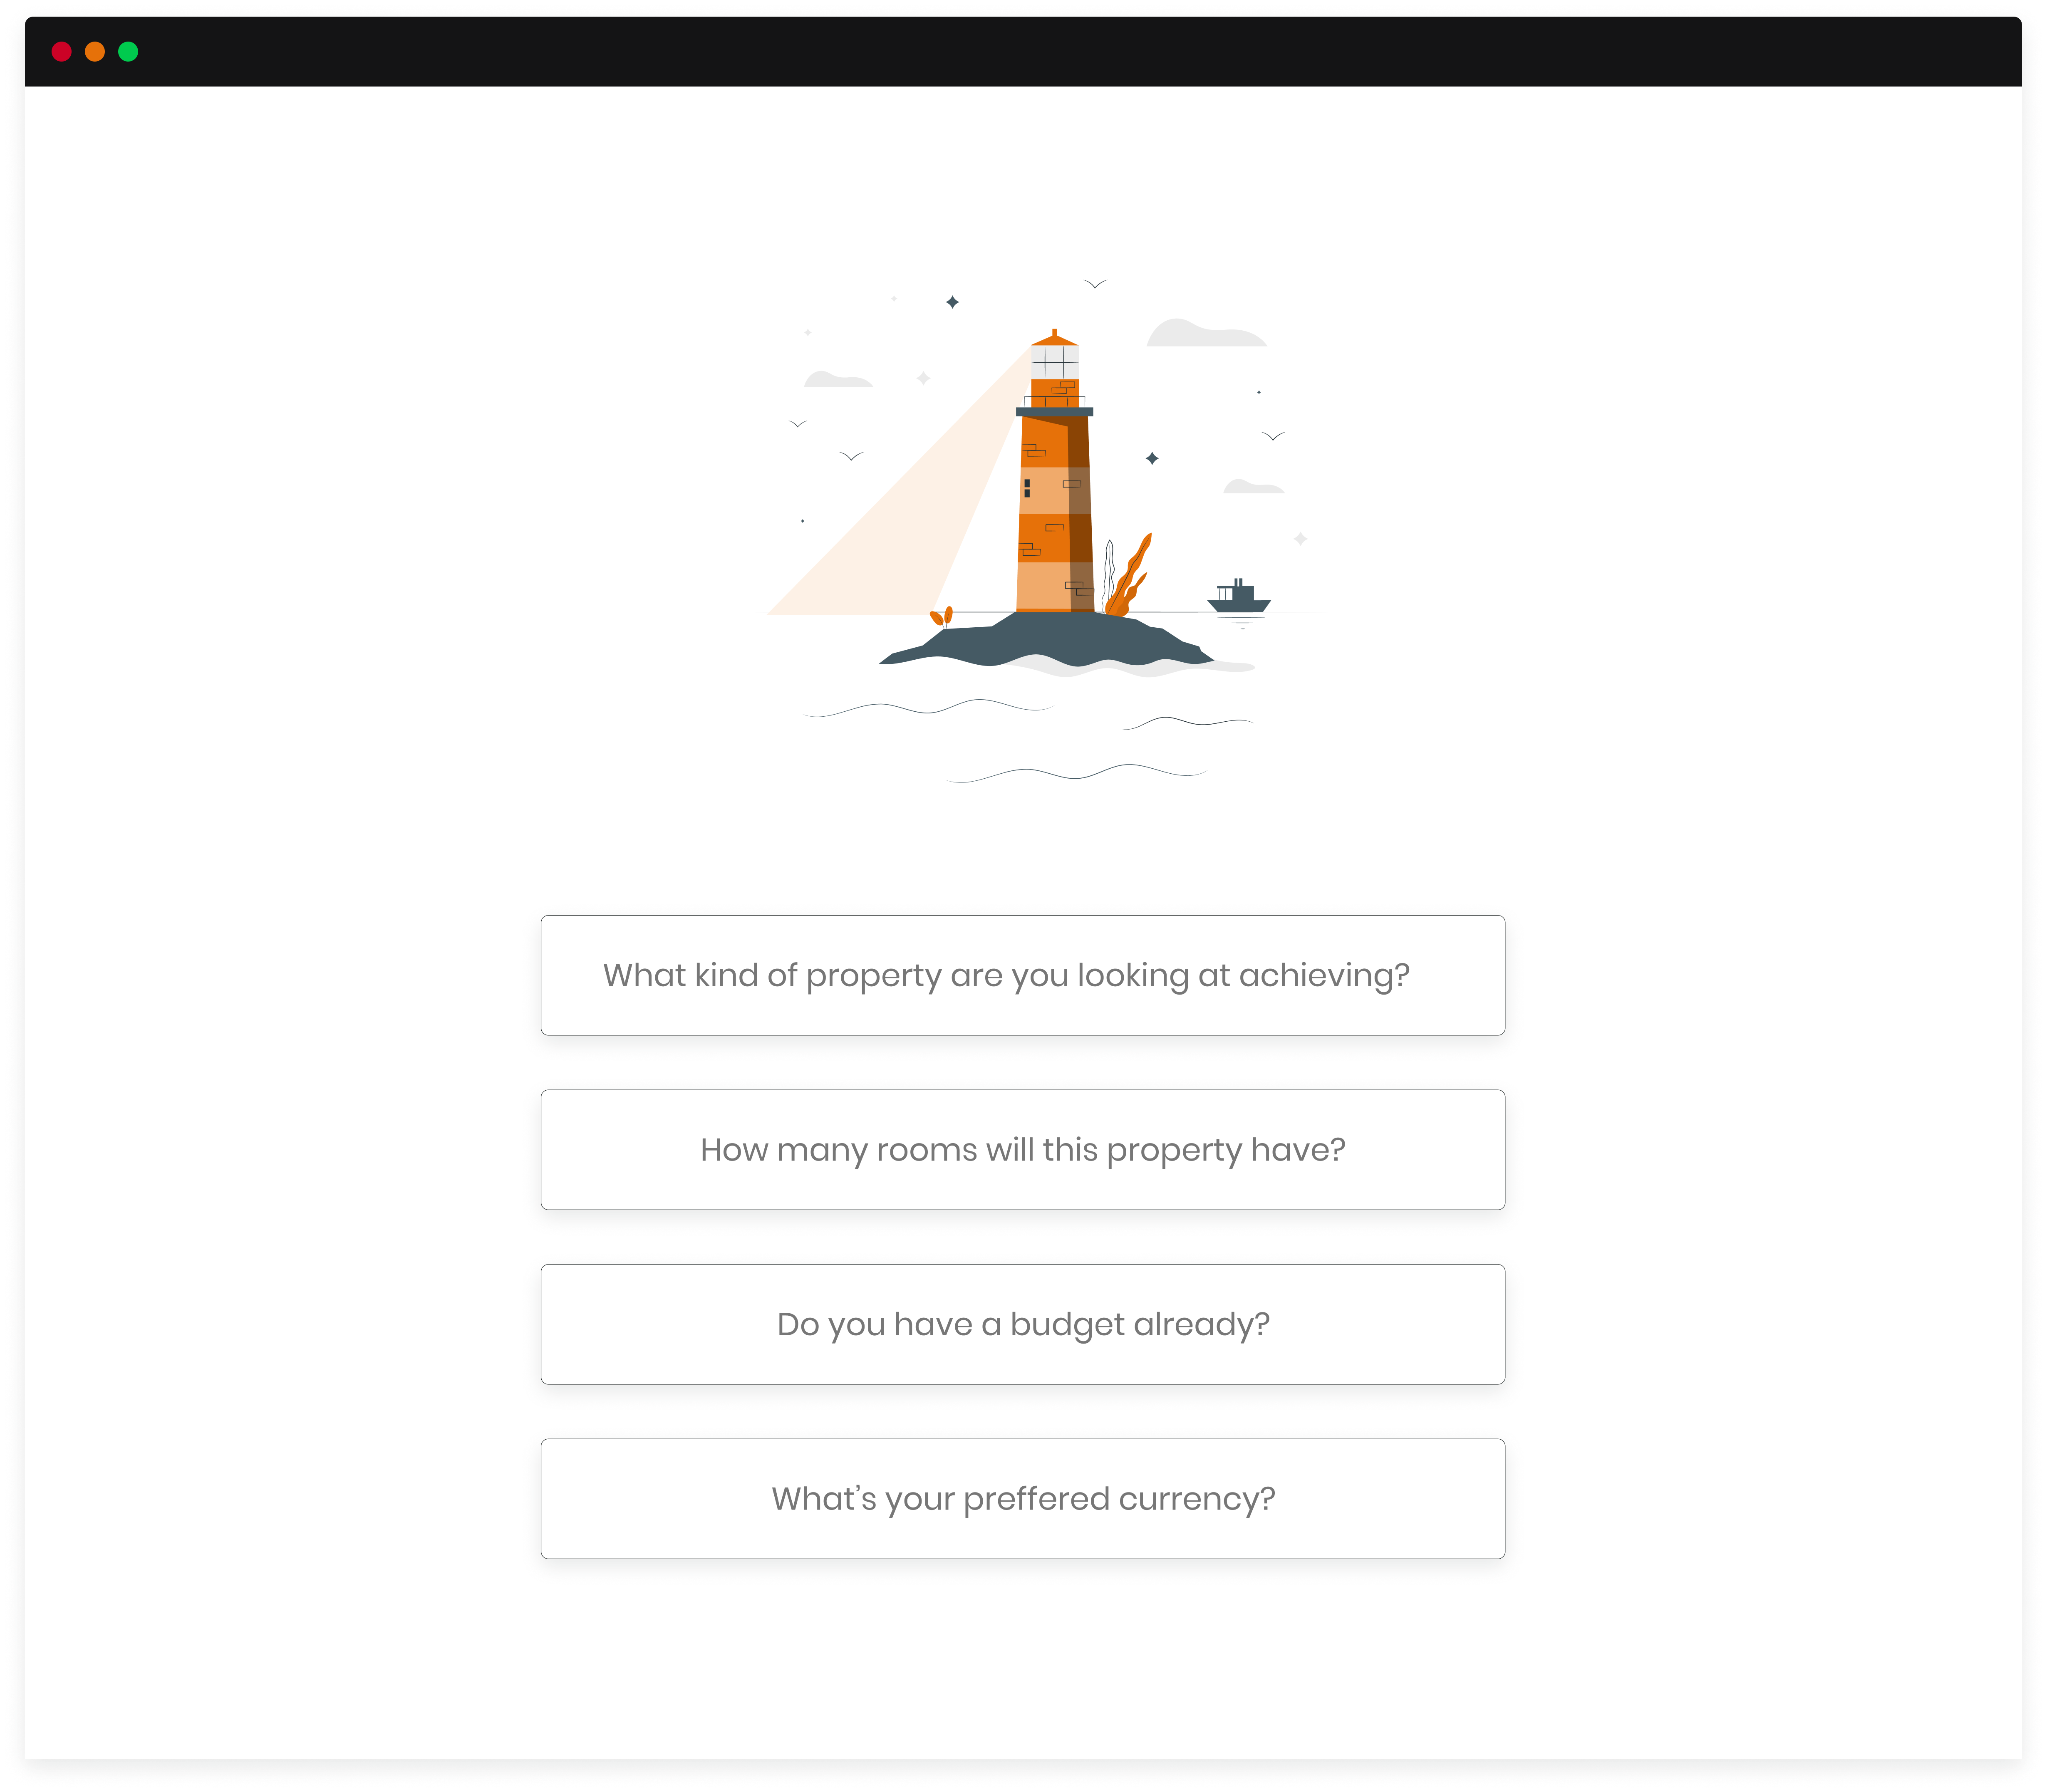 What kind of property are you looking at achieving?
How many rooms will this property have?
Do you have a budget already?
What’s your preffered currency?